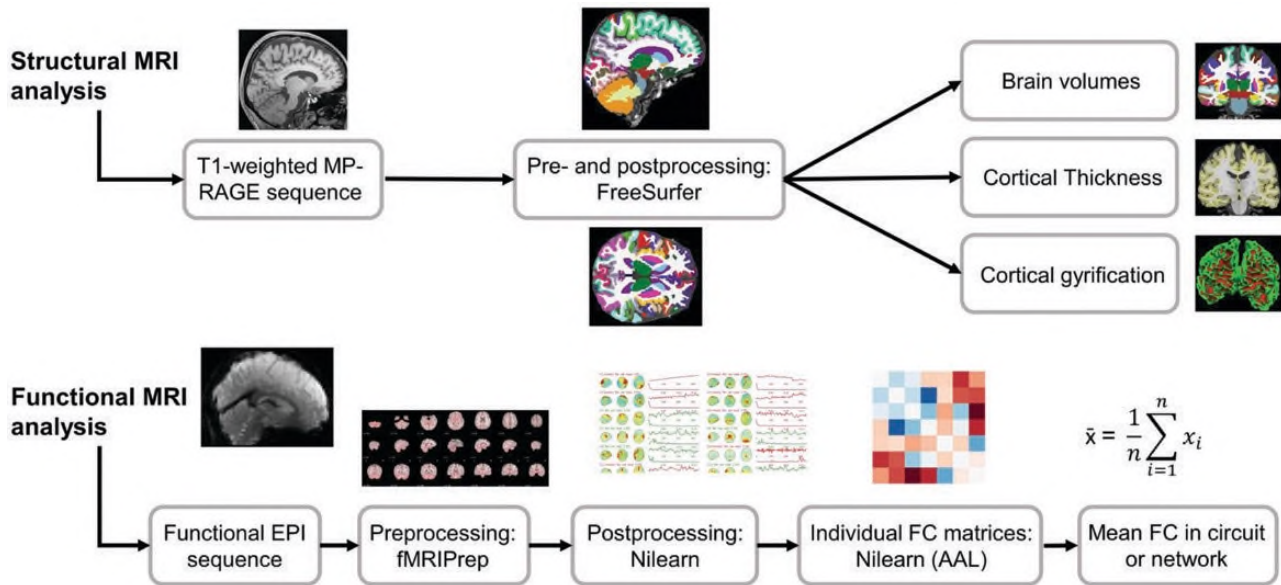 Structural MRI
analysis
T1-weighted MP-
RAGE sequence
Pre- and postprocessing:
FreeSurfer
Brain volumes
Cortical Thickness
Cortical gyrification
Functional MRI
analysis
Functional EPI
sequence
Preprocessing:
fMRIPrep
Postprocessing:
Nilearn
Individual FC matrices:
Nilearn (AAL)
x̄ = 1/n ∑ i=1 n xi
Mean FC in circuit
or network